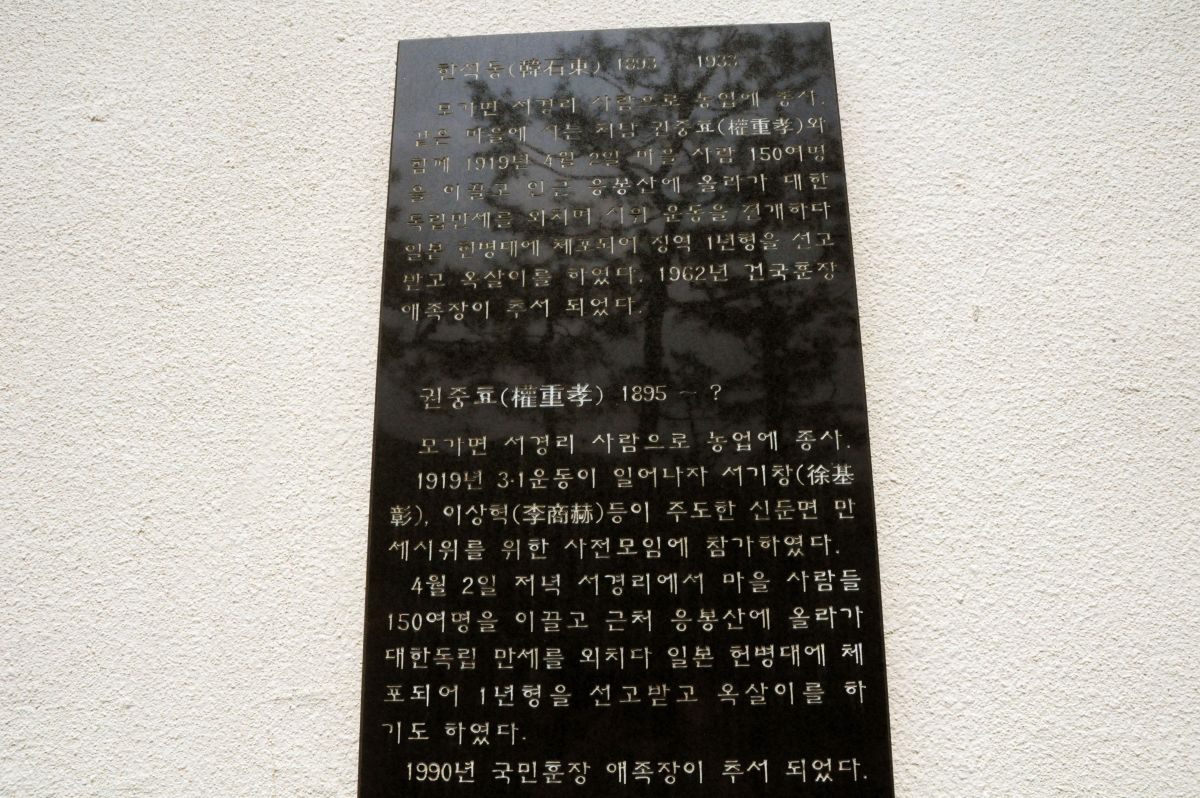 한석동(韓石東) 1893 1933
모가면 서경리 사람으로 농업에 종사.
같은 마을에 사는 처남 권중효(權重孝)와
함께 1919년 4월 2일 마을 사람 150여명
을 이끌고 인근 응봉산에 올라가 대한
독립만세를 외치며 시위 운동을 전개하다
일본 헌병대에 체포되어 징역 1년형을 선고
받고 옥살이를 하였다. 1962년 건국훈장
애족장이 추서 되었다.
권중효(權重孝) 1895 ~ ?
모가면 서경리 사람으로 농업에 종사.
1919년 3·1운동이 일어나자 서기창(徐基
彰), 이상혁(李商赫)등이 주도한 신둔면 만
세시위를 위한 사전모임에 참가하였다.
4월 2일 저녁 서경리에서 마을 사람들
150여명을 이끌고 근처 응봉산에 올라가
대한독립 만세를 외치다 일본 헌병대에 체
포되어 1년형을 선고받고 옥살이를 하
기도 하였다.
1990년 국민훈장 애족장이 추서 되었다.